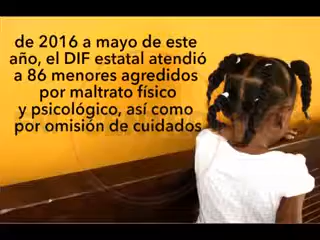 de 2016 a mayo de este
año, el DIF estatal atendió
a 86 menores agredidos
por maltrato físico
y psicológico, así como
por omisión de cuidados